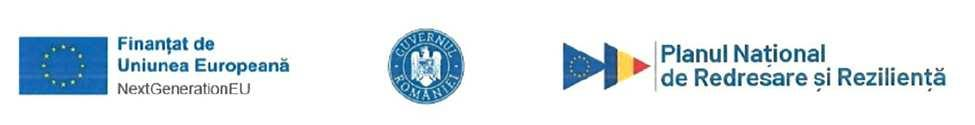 Finanțat de
Uniunea Europeană
NextGenerationEU
GUVERNUL
ROMÂNIEI
Planul Național
de Redresare și Reziliență